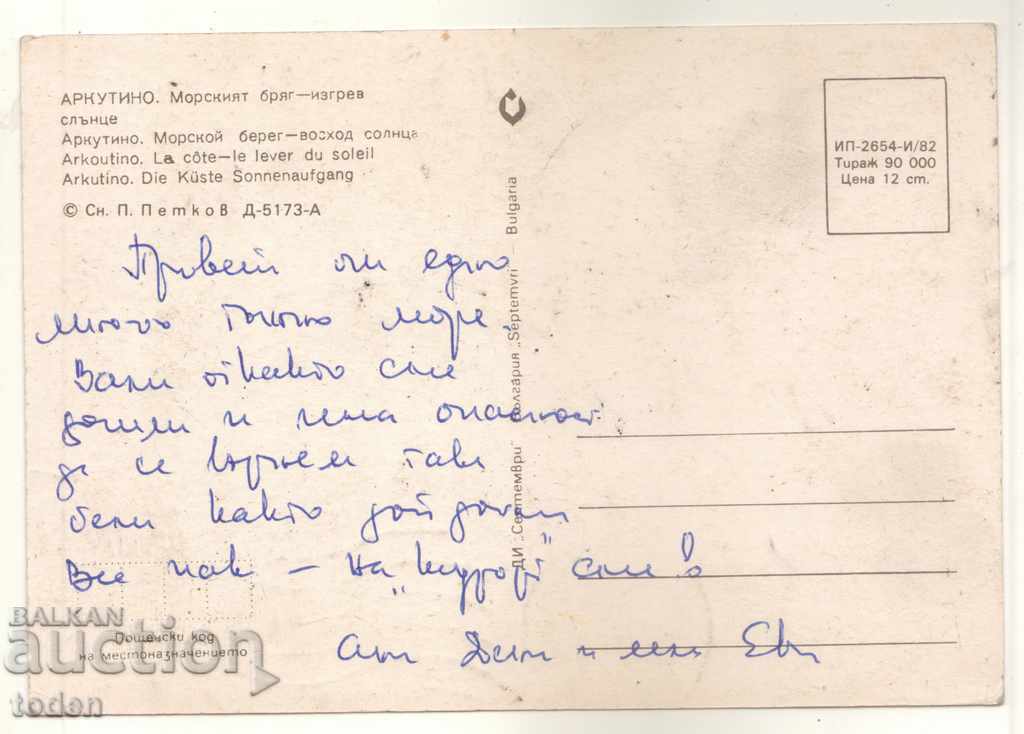 АРКУТИНО. Морският бряг—изгрев
слънце
Аркутино. Морской берег—восход солнца
Arkoutino. La côte—le lever du soleil
Arkutino. Die Küste Sonnenaufgang
© Сн. П. Петков Д-5173-А
ИП-2654-И/82
Тираж 90 000
Цена 12 ст.
ДИ „Септември" България „Septemvri" Bulgaria
Привет от едно
много топло море.
Вали откакто сме
дошли и няма опасност
да се върнем така
бели както дойдохме
Все пак – на „курорт" сме!
Пощенски код
на местоназначението
BALKAN
auction
toden